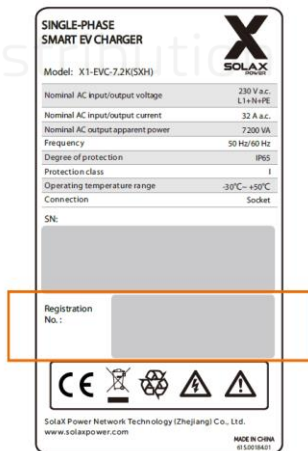 SINGLE-PHASE
SMART EV CHARGER
SOLAX
POWER
Model: X1-EVC-7.2K(SXH)
Nominal AC input/output voltage 230 V a.c.
L1+N+PE
Nominal AC input/output current 32 A a.c.
Nominal AC output apparent power 7200 VA
Frequency 50 Hz/60 Hz
Degree of protection IP65
Protection class I
Operating temperature range -30℃~ +50℃
Connection Socket
SN:
Registration
No. :
CE
SolaX Power Network Technology (Zhejiang) Co., Ltd.
www.solaxpower.com
MADE IN CHINA
615.00184.01